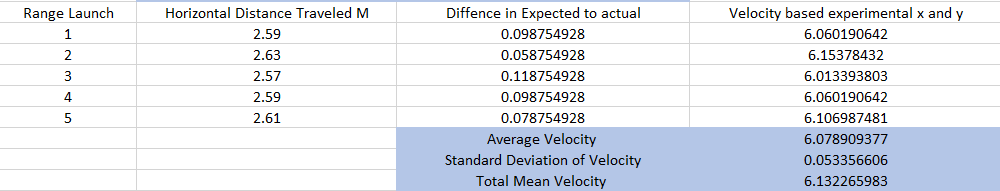 Range Launch Horizontal Distance Traveled M Diffence in Expected to actual Velocity based experimental x and y
1 2.59 0.098754928 6.060190642
2 2.63 0.058754928 6.15378432
3 2.57 0.118754928 6.013393803
4 2.59 0.098754928 6.060190642
5 2.61 0.078754928 6.106987481
Average Velocity 6.078909377
Standard Deviation of Velocity 0.053356606
Total Mean Velocity 6.132265983